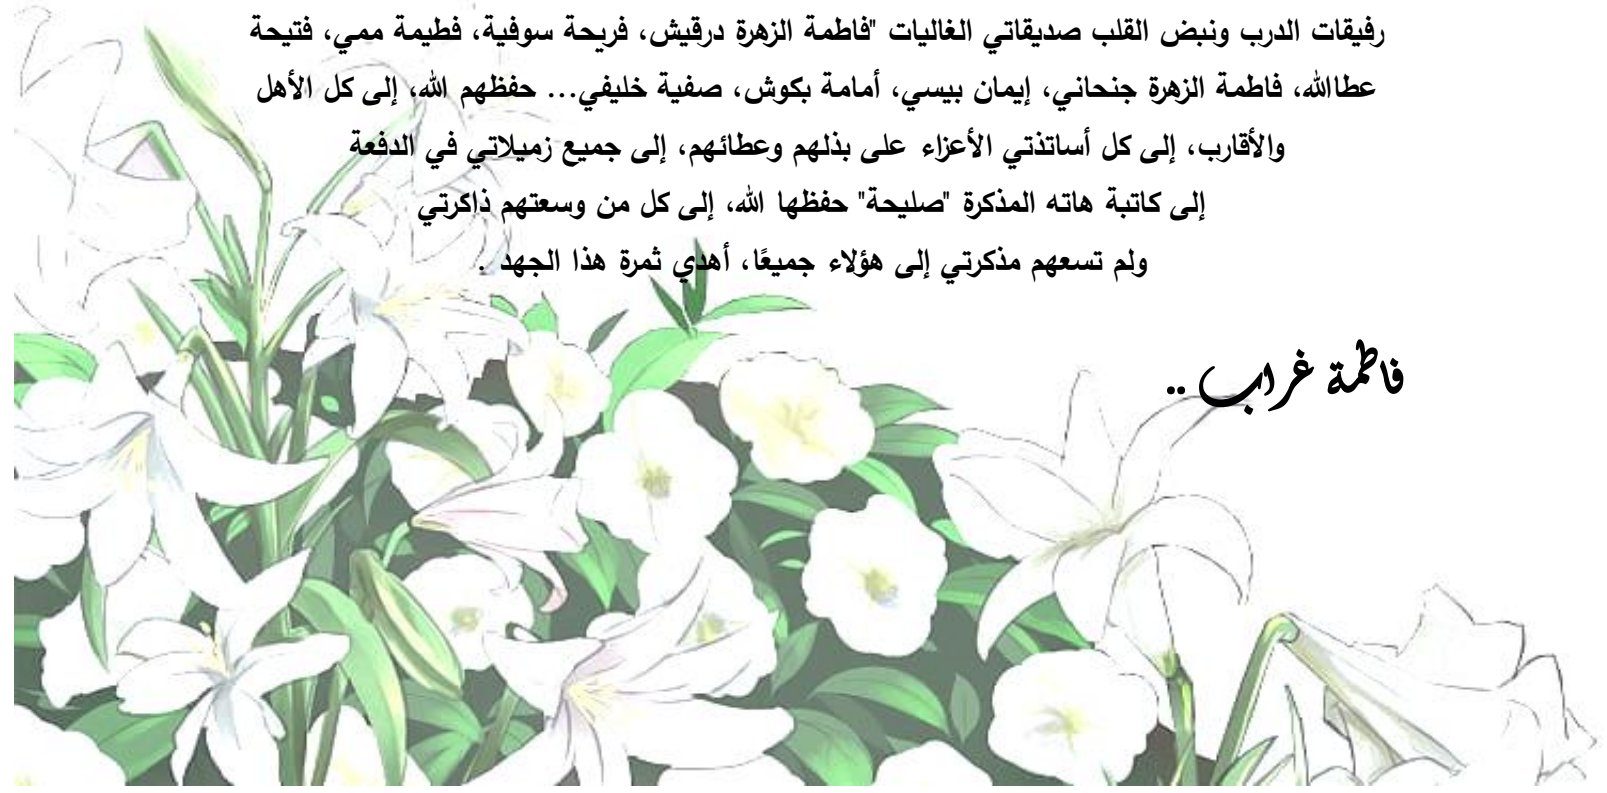 رفيقات الدرب ونبض القلب صديقاتي الغاليات "فاطمة الزهرة درقيش، فريحة سوفية، فطيمة ممي، فتيحة
عطاالله، فاطمة الزهرة جنحاني، إيمان بيسي، أمامة بكوش، صفية خليفي... حفظهم الله، إلى كل الأهل
والأقارب، إلى كل أساتذتي الأعزاء على بذلهم وعطائهم، إلى جميع زميلاتي في الدفعة
إلى كاتبة هاته المذكرة "صليحة" حفظها الله، إلى كل من وسعتهم ذاكرتي
ولم تسعهم مذكرتي إلى هؤلاء جميعًا، أهدي ثمرة هذا الجهد .
فاطمة غراب ..